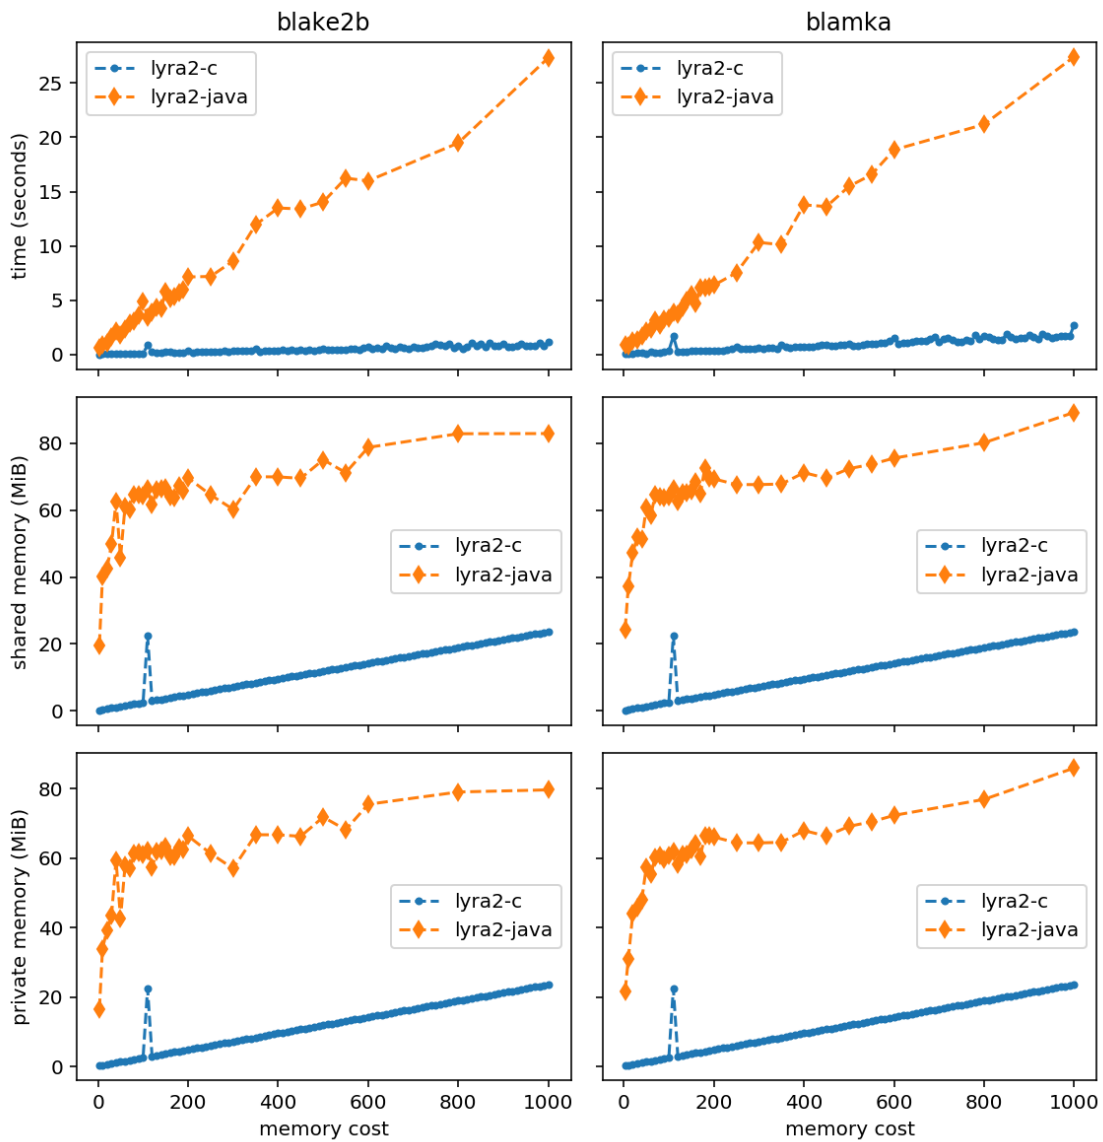 blake2b
blamka
time (seconds)
25
20
15
10
5
0
lyra2-c
lyra2-java
lyra2-c
lyra2-java
shared memory (MiB)
80
60
40
20
0
lyra2-c
lyra2-java
lyra2-c
lyra2-java
private memory (MiB)
80
60
40
20
0
lyra2-c
lyra2-java
lyra2-c
lyra2-java
0 200 400 600 800 1000
0 200 400 600 800 1000
memory cost
memory cost